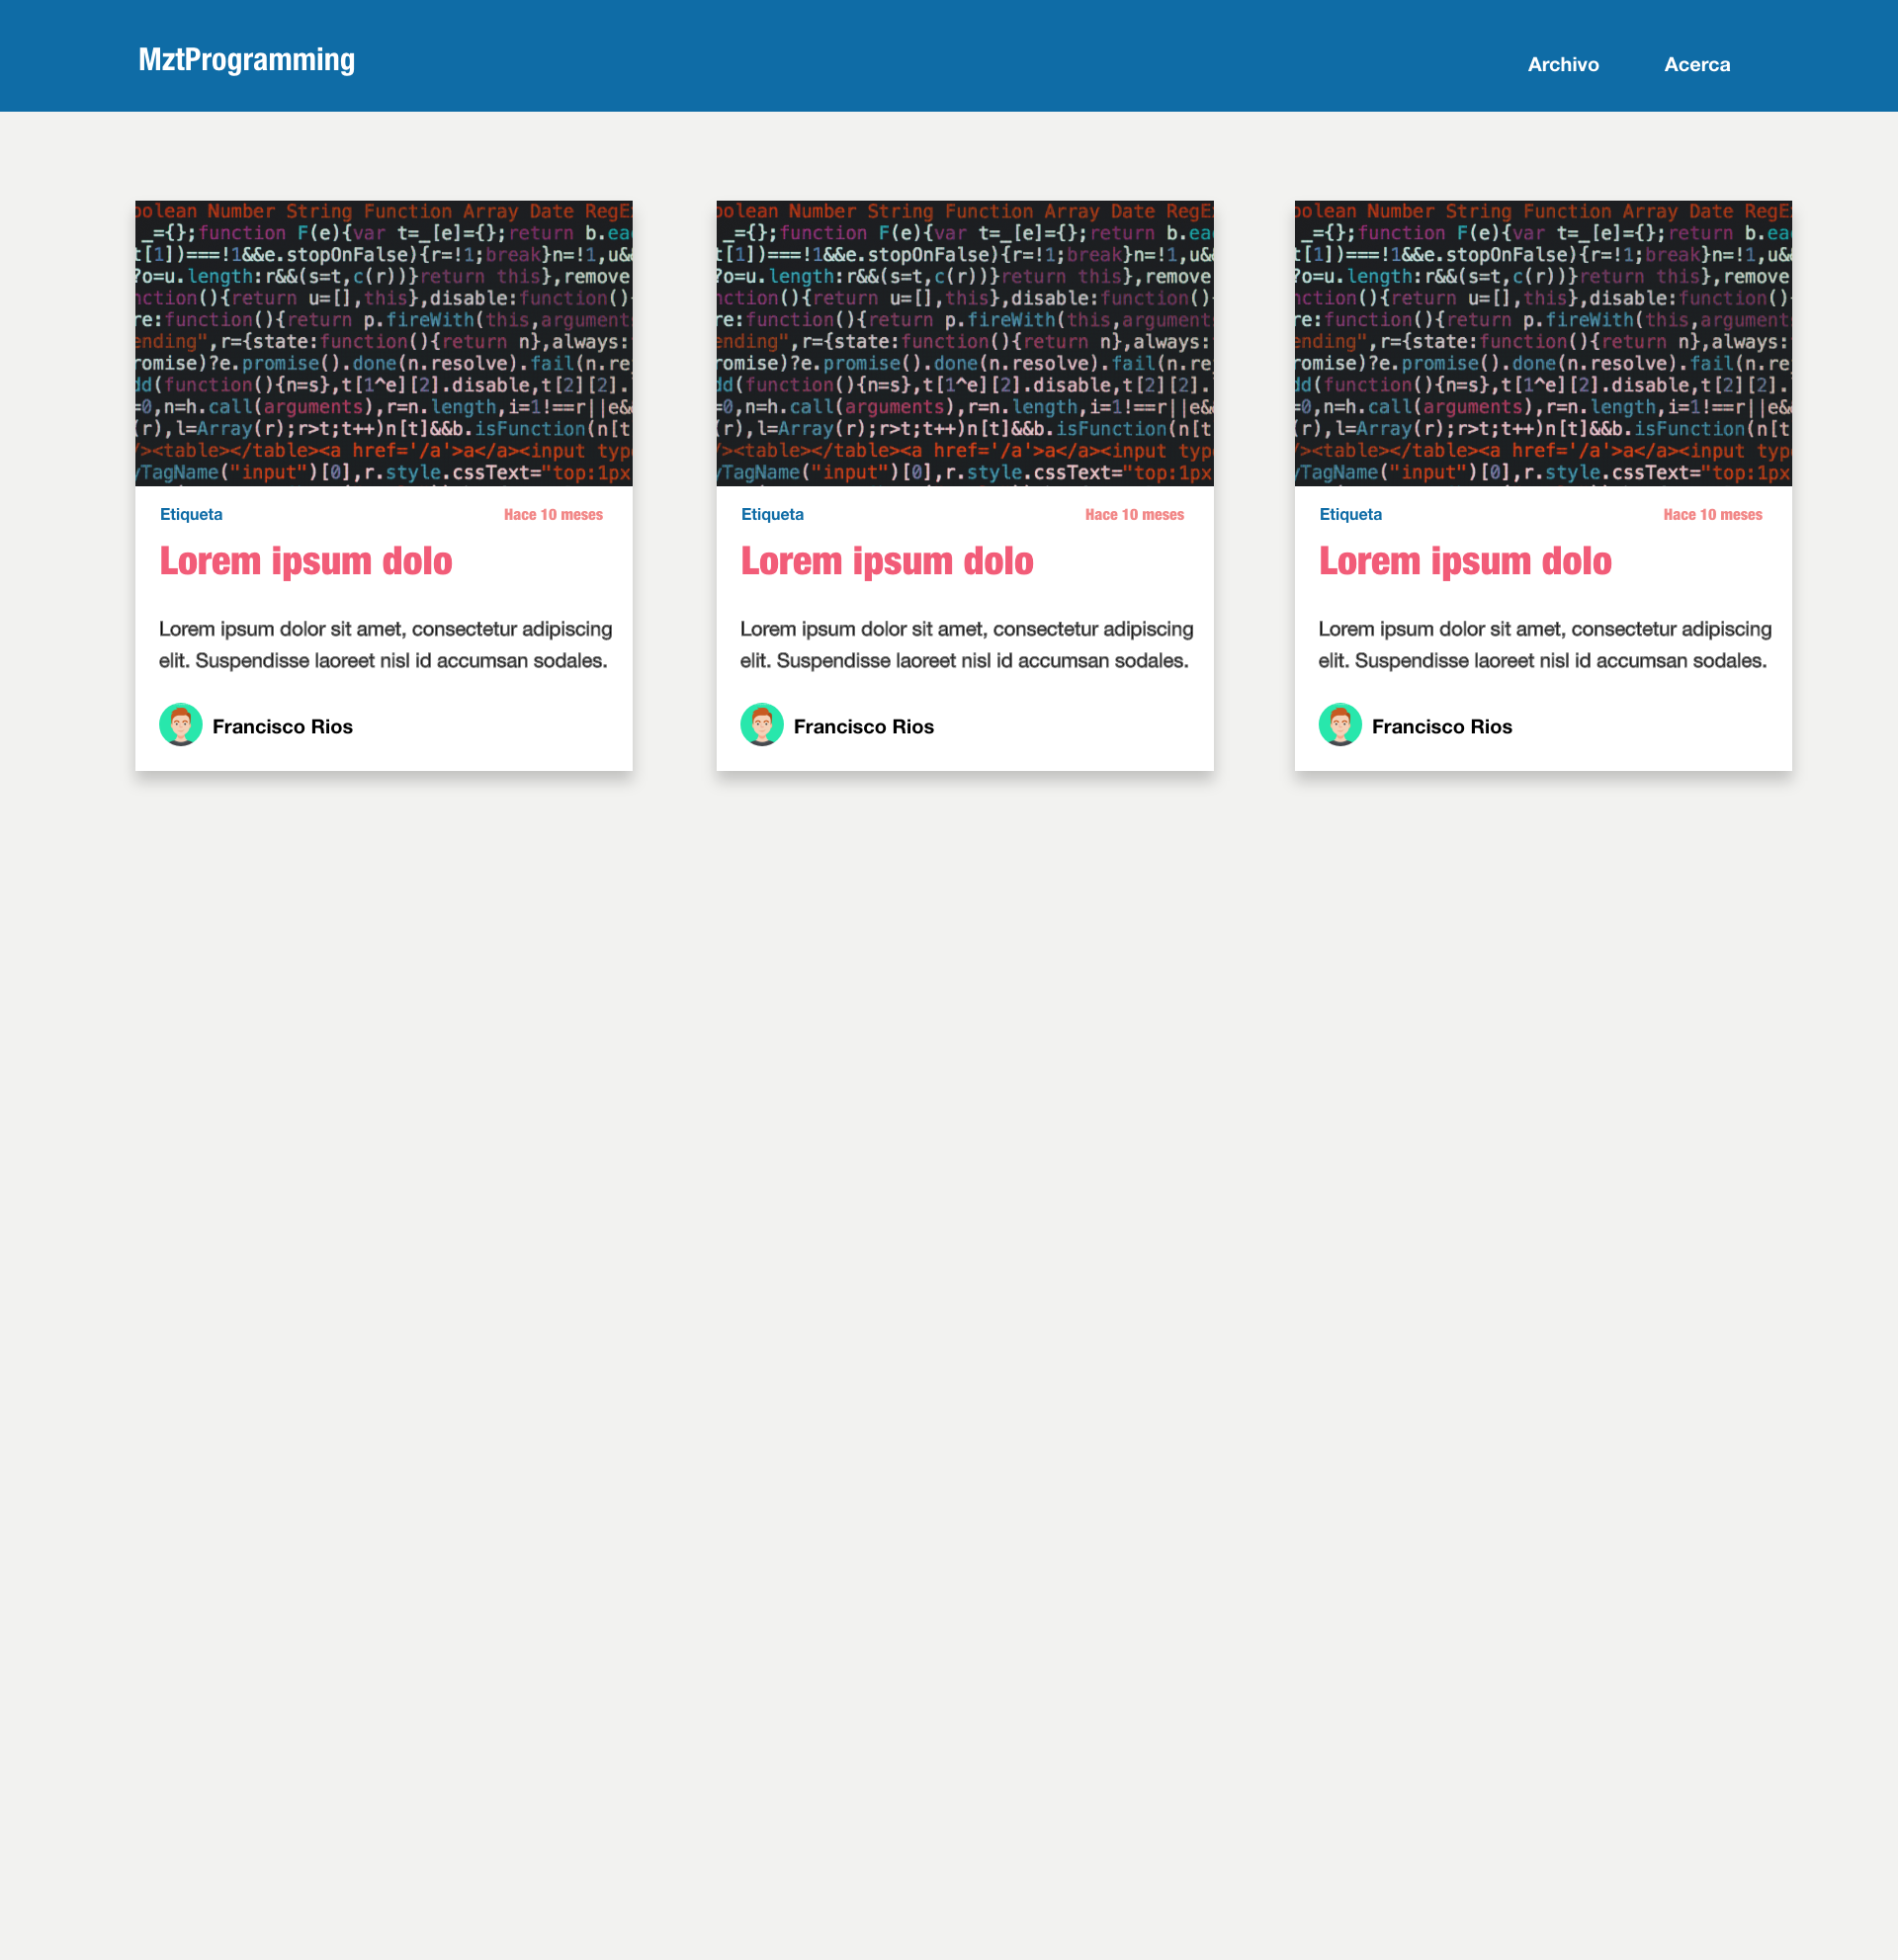 MztProgramming
Archivo Acerca
oolean Number String Function Array Date RegE
_={};function F(e){var t=_[e]={};return b.ea
t[1])===!1&&e.stopOnFalse){r=!1;break}n=!1,u&
?o=u.length:r&&(s=t,c(r))}return this},remove
nction(){return u=[],this},disable:function()
re:function(){return p.fireWith(this,argument
ending",r={state:function(){return n},always:
romise)?e.promise().done(n.resolve).fail(n.re
dd(function(){n=s},t[1^e][2].disable,t[2][2].
=0,n=h.call(arguments),r=n.length,i=1!==r||e&
(r),l=Array(r);r>t;t++)n[t]&&b.isFunction(n[t
/><table></table><a href='/a'>a</a><input type
yTagName("input")[0],r.style.cssText="top:1px
Etiqueta Hace 10 meses
Lorem ipsum dolo
Lorem ipsum dolor sit amet, consectetur adipiscing
elit. Suspendisse laoreet nisl id accumsan sodales.
Francisco Rios
oolean Number String Function Array Date RegE
_={};function F(e){var t=_[e]={};return b.ea
t[1])===!1&&e.stopOnFalse){r=!1;break}n=!1,u&
?o=u.length:r&&(s=t,c(r))}return this},remove
nction(){return u=[],this},disable:function()
re:function(){return p.fireWith(this,argument
ending",r={state:function(){return n},always:
romise)?e.promise().done(n.resolve).fail(n.re
dd(function(){n=s},t[1^e][2].disable,t[2][2].
=0,n=h.call(arguments),r=n.length,i=1!==r||e&
(r),l=Array(r);r>t;t++)n[t]&&b.isFunction(n[t
/><table></table><a href='/a'>a</a><input type
yTagName("input")[0],r.style.cssText="top:1px
Etiqueta Hace 10 meses
Lorem ipsum dolo
Lorem ipsum dolor sit amet, consectetur adipiscing
elit. Suspendisse laoreet nisl id accumsan sodales.
Francisco Rios
oolean Number String Function Array Date RegE
_={};function F(e){var t=_[e]={};return b.ea
t[1])===!1&&e.stopOnFalse){r=!1;break}n=!1,u&
?o=u.length:r&&(s=t,c(r))}return this},remove
nction(){return u=[],this},disable:function()
re:function(){return p.fireWith(this,argument
ending",r={state:function(){return n},always:
romise)?e.promise().done(n.resolve).fail(n.re
dd(function(){n=s},t[1^e][2].disable,t[2][2].
=0,n=h.call(arguments),r=n.length,i=1!==r||e&
(r),l=Array(r);r>t;t++)n[t]&&b.isFunction(n[t
/><table></table><a href='/a'>a</a><input type
yTagName("input")[0],r.style.cssText="top:1px
Etiqueta Hace 10 meses
Lorem ipsum dolo
Lorem ipsum dolor sit amet, consectetur adipiscing
elit. Suspendisse laoreet nisl id accumsan sodales.
Francisco Rios